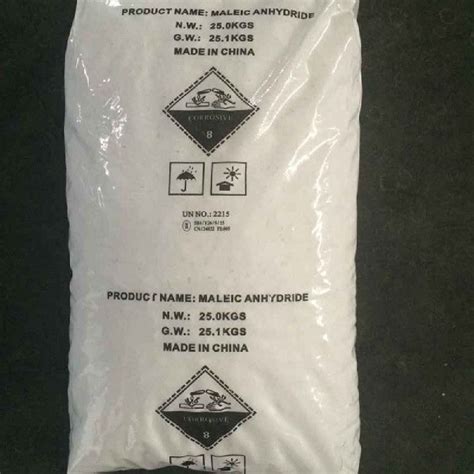 PRODUCT NAME: MALEIC ANHYDRIDE
N.W.: 25.0KGS
G.W.: 25.1KGS
MADE IN CHINA
CORROSIVE
8
UN NO.: 2215
PRODUCT NAME: MALEIC ANHYDRIDE
N.W.: 25.0KGS
G.W.: 25.1KGS
MADE IN CHINA
CORROSIVE
8